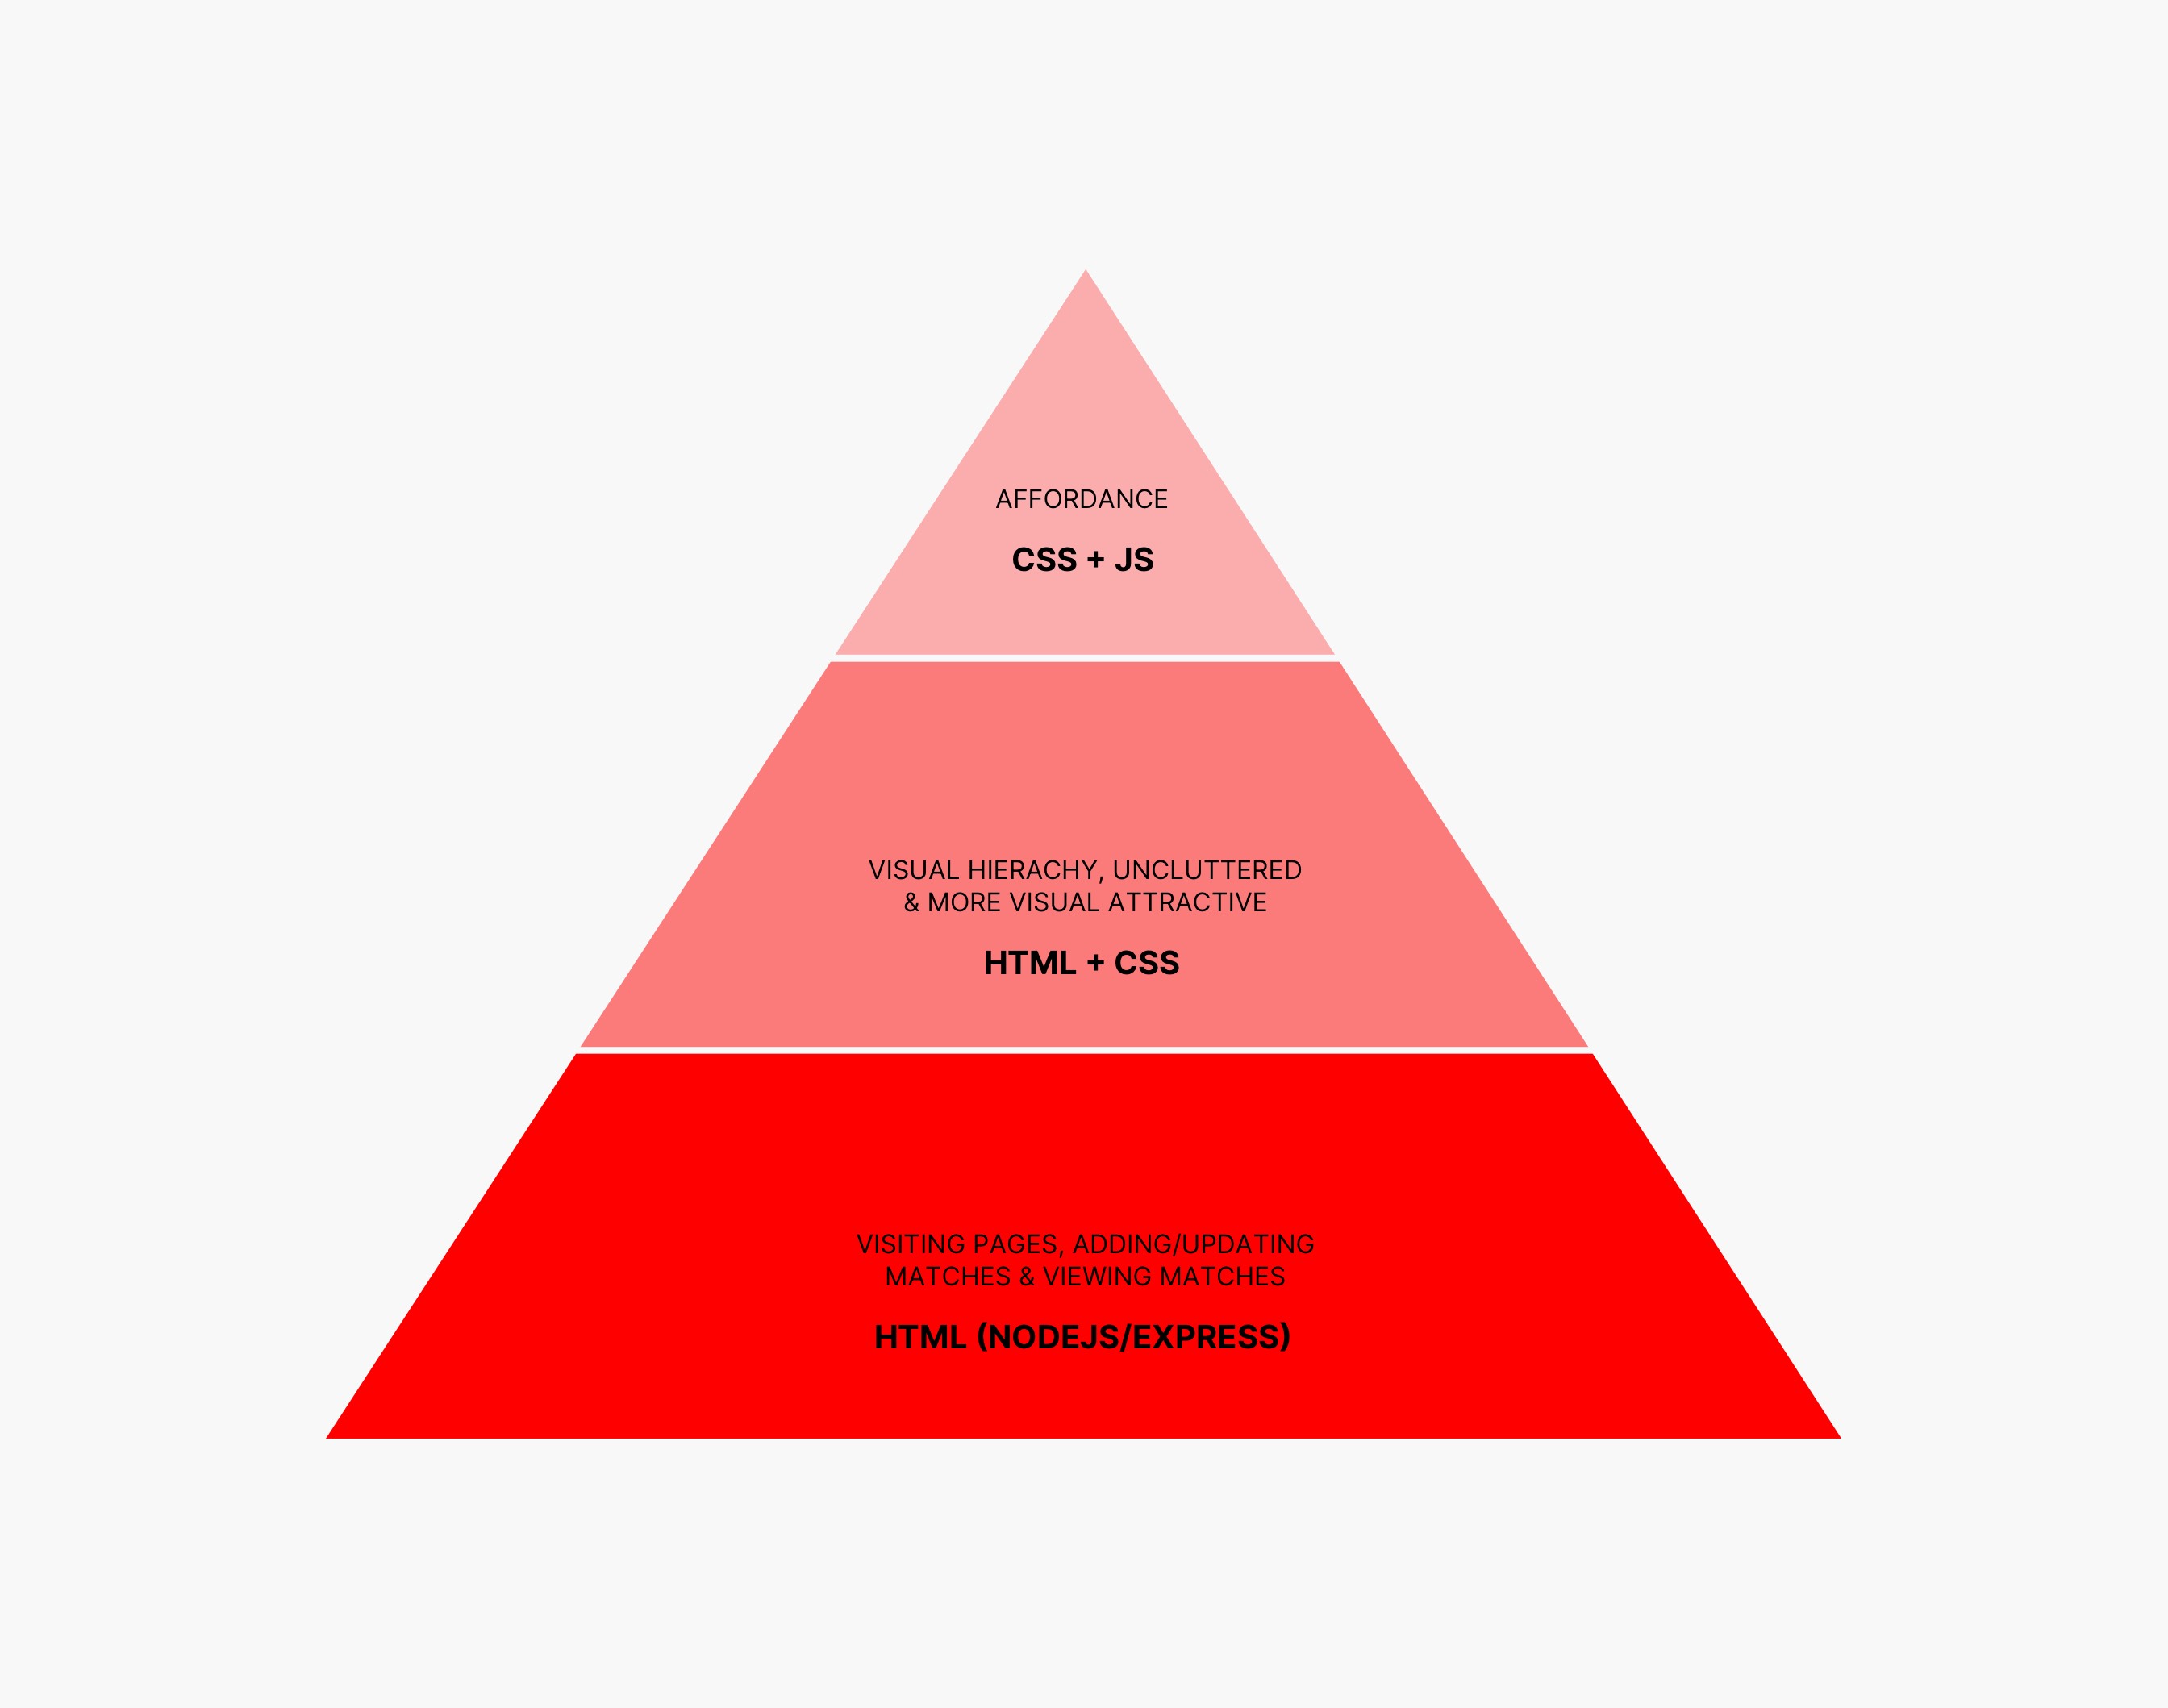 AFFORDANCE
CSS + JS
VISUAL HIERACHY, UNCLUTTERED
& MORE VISUAL ATTRACTIVE
HTML + CSS
VISITING PAGES, ADDING/UPDATING
MATCHES & VIEWING MATCHES
HTML (NODEJS/EXPRESS)